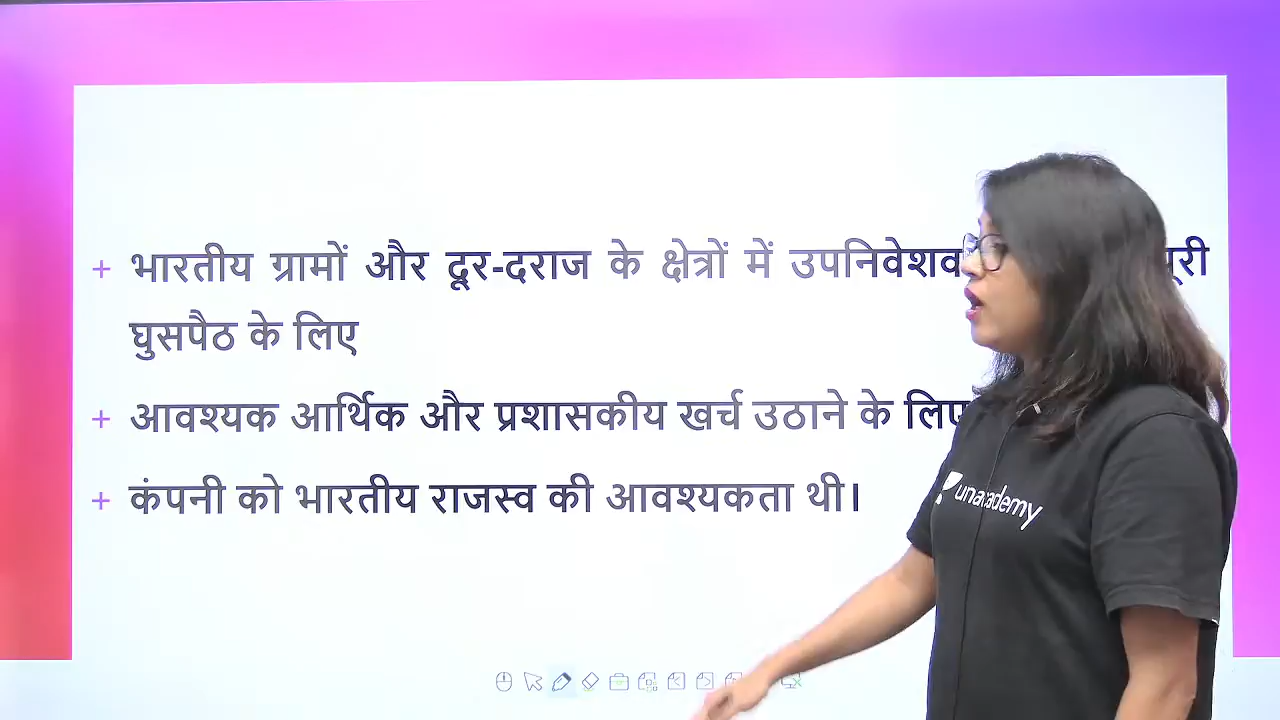 + भारतीय ग्रामों और दूर-दराज के क्षेत्रों में
घुसपैठ के लिए
+ आवश्यक आर्थिक और प्रशासकीय खर्च उठाने के लिए
+ कंपनी को भारतीय राजस्व की आवश्यकता थी।
unacademy